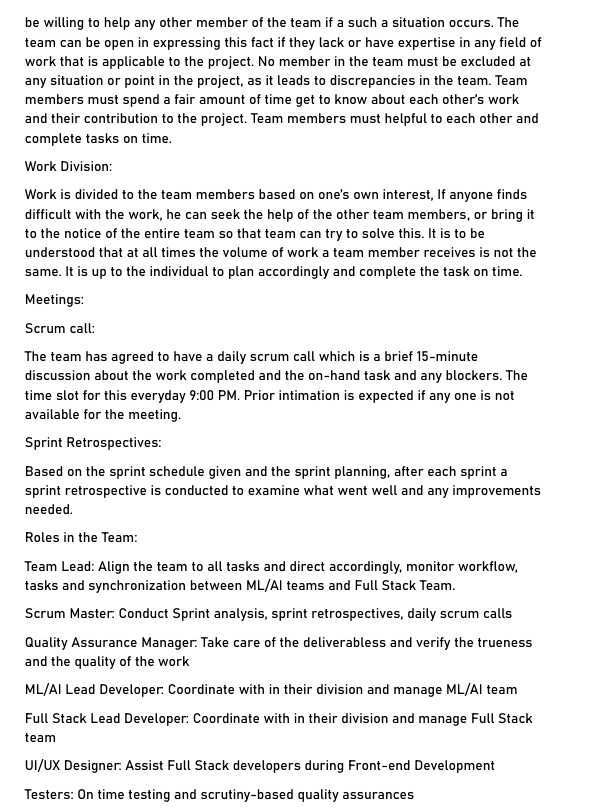 be willing to help any other member of the team if a such a situation occurs. The
team can be open in expressing this fact if they lack or have expertise in any field of
work that is applicable to the project. No member in the team must be excluded at
any situation or point in the project, as it leads to discrepancies in the team. Team
members must spend a fair amount of time get to know about each other's work
and their contribution to the project. Team members must helpful to each other and
complete tasks on time.
Work Division:
Work is divided to the team members based on one's own interest, If anyone finds
difficult with the work, he can seek the help of the other team members, or bring it
to the notice of the entire team so that team can try to solve this. It is to be
understood that at all times the volume of work a team member receives is not the
same. It is up to the individual to plan accordingly and complete the task on time.
Meetings:
Scrum call:
The team has agreed to have a daily scrum call which is a brief 15-minute
discussion about the work completed and the on-hand task and any blockers. The
time slot for this everyday 9:00 PM. Prior intimation is expected if any one is not
available for the meeting.
Sprint Retrospectives:
Based on the sprint schedule given and the sprint planning, after each sprint a
sprint retrospective is conducted to examine what went well and any improvements
needed.
Roles in the Team:
Team Lead: Align the team to all tasks and direct accordingly, monitor workflow,
tasks and synchronization between ML/AI teams and Full Stack Team.
Scrum Master: Conduct Sprint analysis, sprint retrospectives, daily scrum calls
Quality Assurance Manager: Take care of the deliverabless and verify the trueness
and the quality of the work
ML/AI Lead Developer: Coordinate with in their division and manage ML/AI team
Full Stack Lead Developer: Coordinate with in their division and manage Full Stack
team
UI/UX Designer: Assist Full Stack developers during Front-end Development
Testers: On time testing and scrutiny-based quality assurances